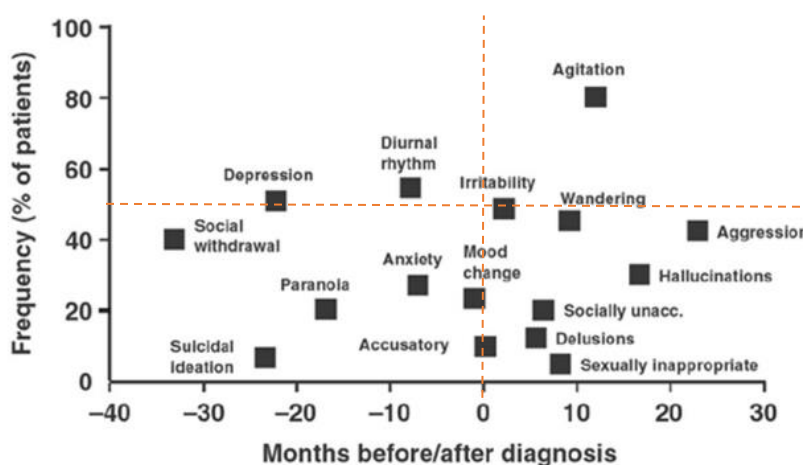 100
80
60
40
20
0
Frequency (% of patients)
Agitation
Diurnal
rhythm
Depression
Irritability
Wandering
Social
withdrawal
Aggression
Anxiety
Mood
change
Hallucinations
Paranoia
Socially unacc.
Suicidal
ideation
Accusatory
Delusions
Sexually inappropriate
–40
–30
–20
–10
0
10
20
30
Months before/after diagnosis